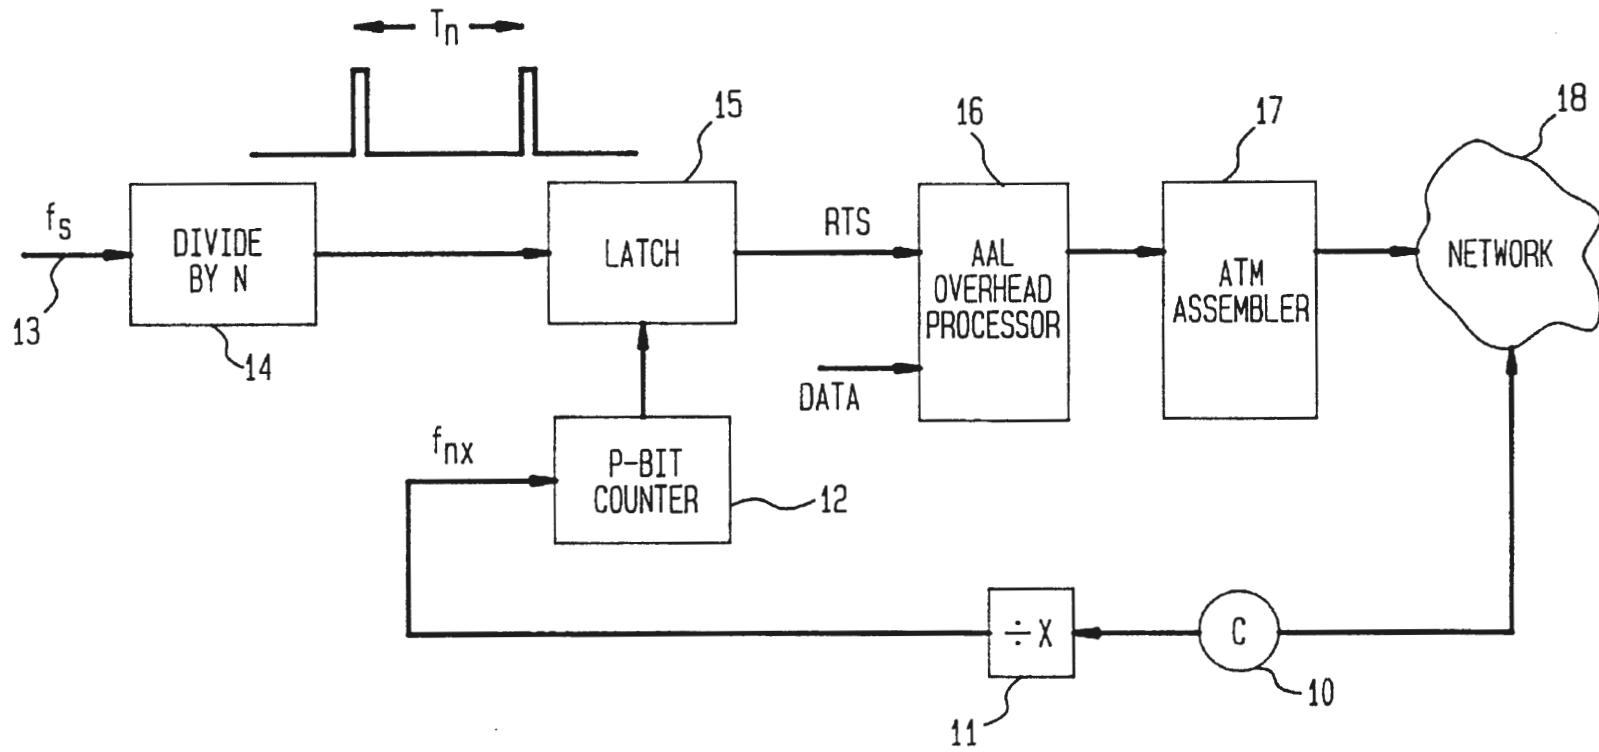 Tn
15
16
17
18
fs
DIVIDE
BY N
LATCH
RTS
AAL
OVERHEAD
PROCESSOR
ATM
ASSEMBLER
NETWORK
13
14
DATA
fnx
P-BIT
COUNTER
12
÷ X
C
10
11